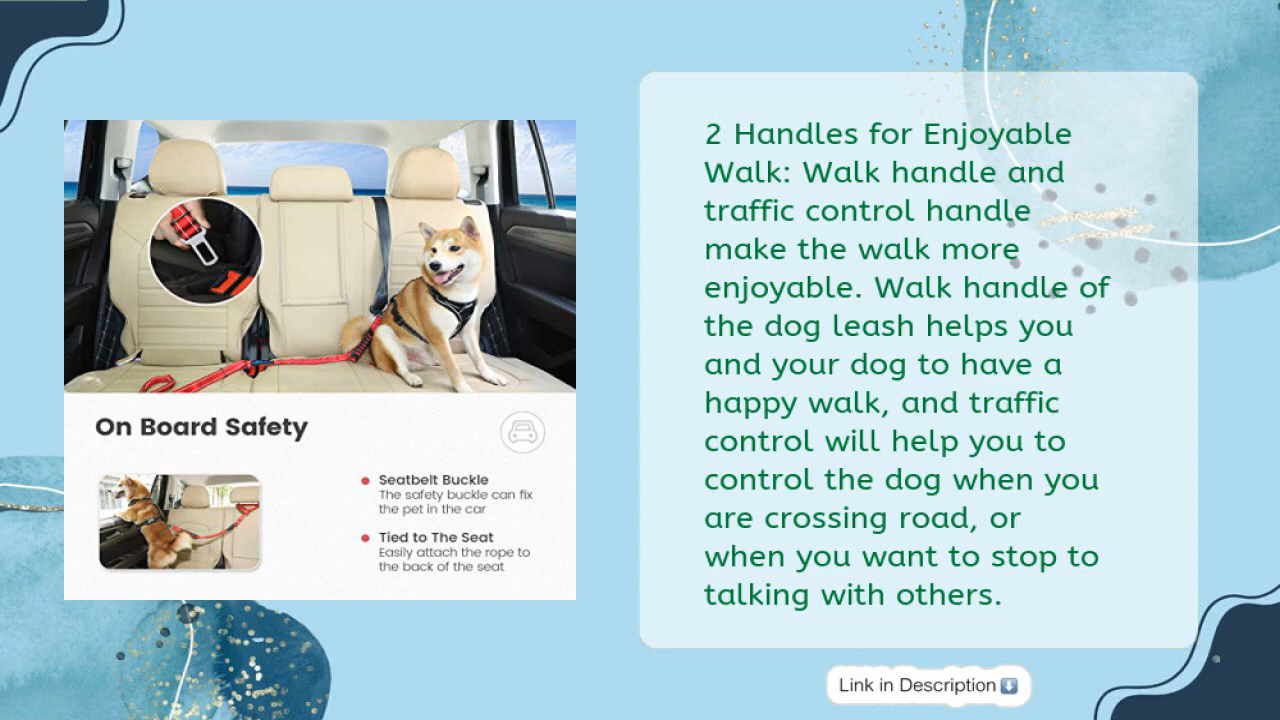 On Board Safety
Seatbelt Buckle
The safety buckle can fix
the pet in the car
Tied to The Seat
Easily attach the rope to
the back of the seat
2 Handles for Enjoyable
Walk: Walk handle and
traffic control handle
make the walk more
enjoyable. Walk handle of
the dog leash helps you
and your dog to have a
happy walk, and traffic
control will help you to
control the dog when you
are crossing road, or
when you want to stop to
talking with others.
Link in Description ⬇️